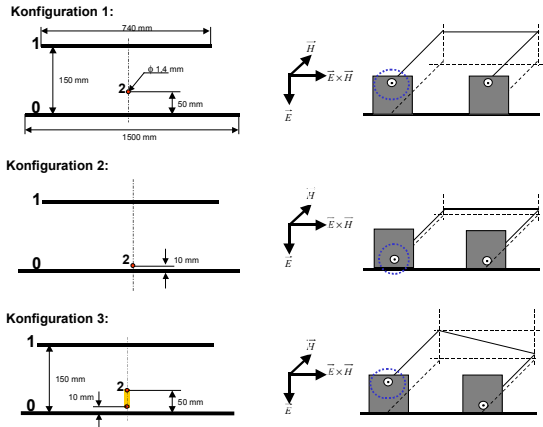 Konfiguration 1:
740 mm
1
150 mm
ϕ 1,4 mm
2
50 mm
0
1500 mm
H
E×H
E
Konfiguration 2:
1
2
10 mm
0
H
E×H
E
Konfiguration 3:
1
150 mm
2
10 mm
50 mm
0
H
E×H
E